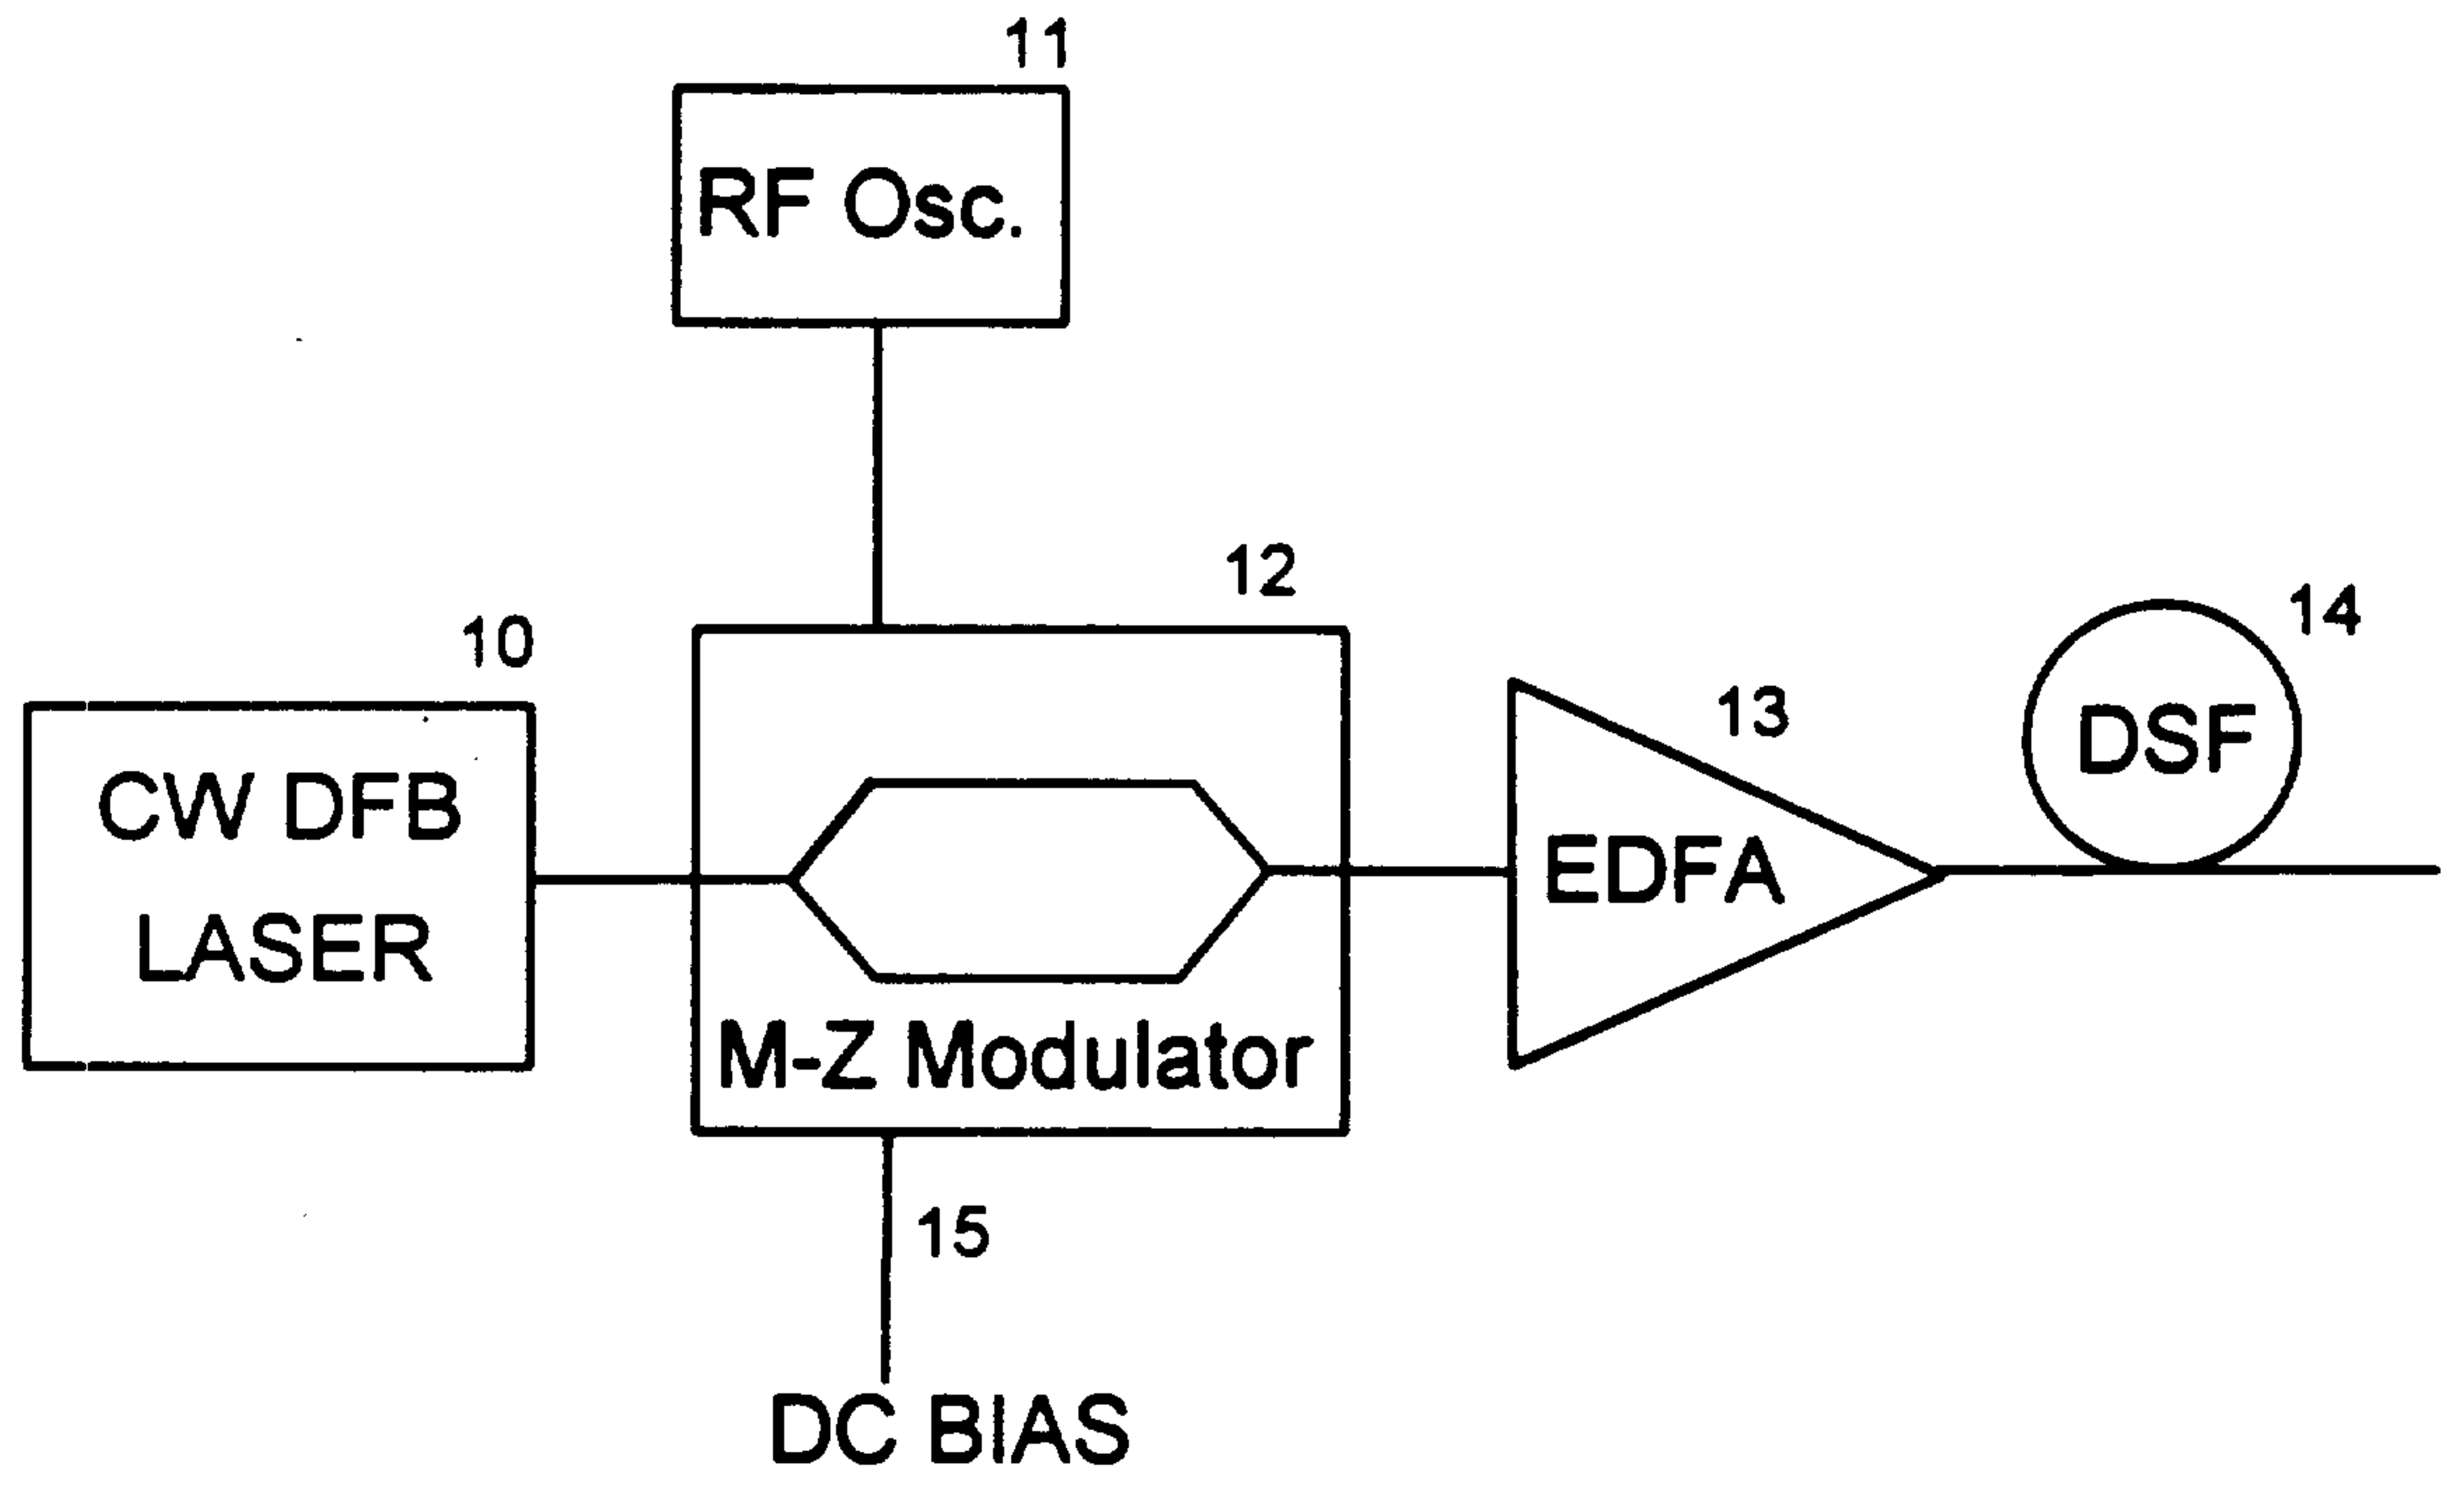 11
RF Osc.
12
10
14
13
DSF
CW DFB
LASER
EDFA
M-Z Modulator
15
DC BIAS